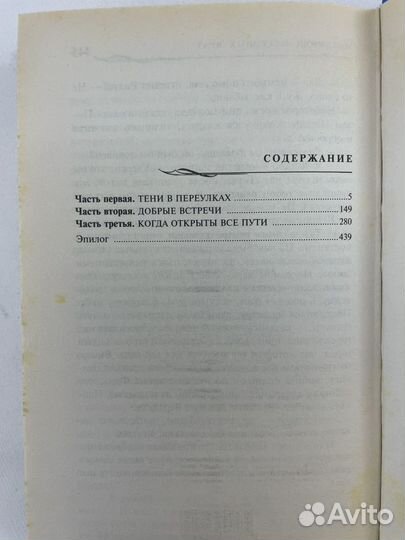 СОДЕРЖАНИЕ
Часть первая. ТЕНИ В ПЕРЕУЛКАХ 5
Часть вторая. ДОБРЫЕ ВСТРЕЧИ 149
Часть третья. КОГДА ОТКРЫТЫ ВСЕ ПУТИ 280
Эпилог 439
Avito